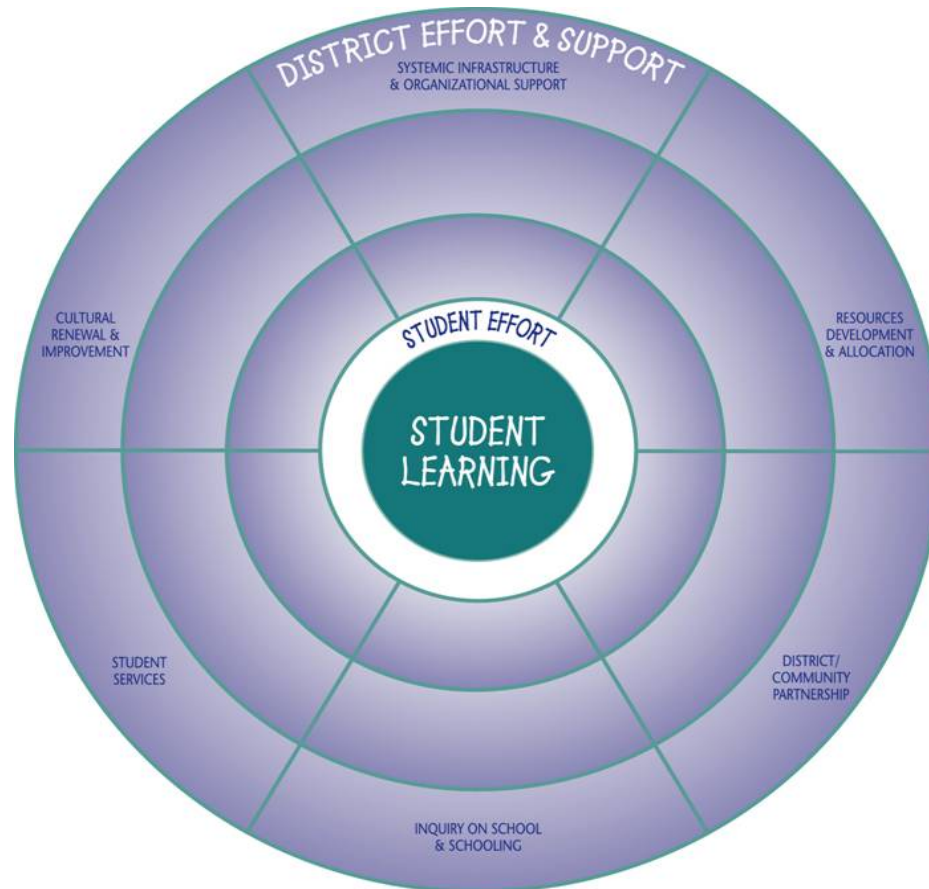 DISTRICT EFFORT & SUPPORT
SYSTEMIC INFRASTRUCTURE
& ORGANIZATIONAL SUPPORT
CULTURAL
RENEWAL &
IMPROVEMENT
RESOURCES
DEVELOPMENT
& ALLOCATION
STUDENT EFFORT
STUDENT
LEARNING
STUDENT
SERVICES
DISTRICT/
COMMUNITY
PARTNERSHIP
INQUIRY ON SCHOOL
& SCHOOLING